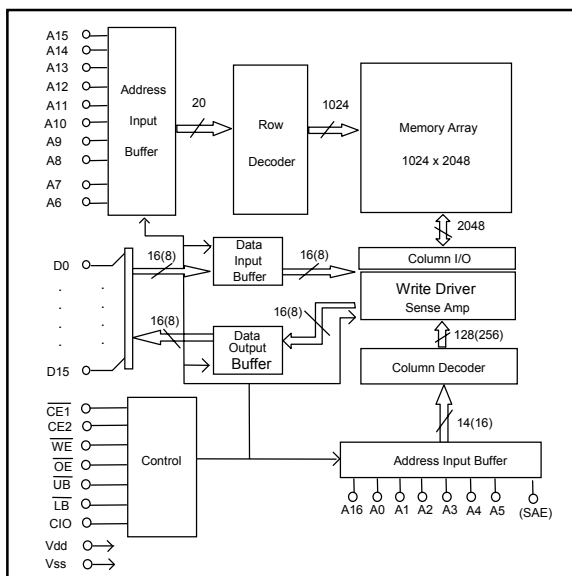 A15
A14
A13
A12
A11
A10
A9
A8
A7
A6
Address
Input
Buffer
20
Row
Decoder
1024
Memory Array
1024 x 2048
2048
Column I/O
Write Driver
Sense Amp
128(256)
Column Decoder
14(16)
Address Input Buffer
A16 A0 A1 A2 A3 A4 A5 (SAE)
D0
.
.
.
.
D15
.
.
.
.
16(8)
Data
Input
Buffer
16(8)
16(8)
Data
Output
Buffer
16(8)
CE1
CE2
WE
OE
UB
LB
CIO
Control
Vdd
Vss